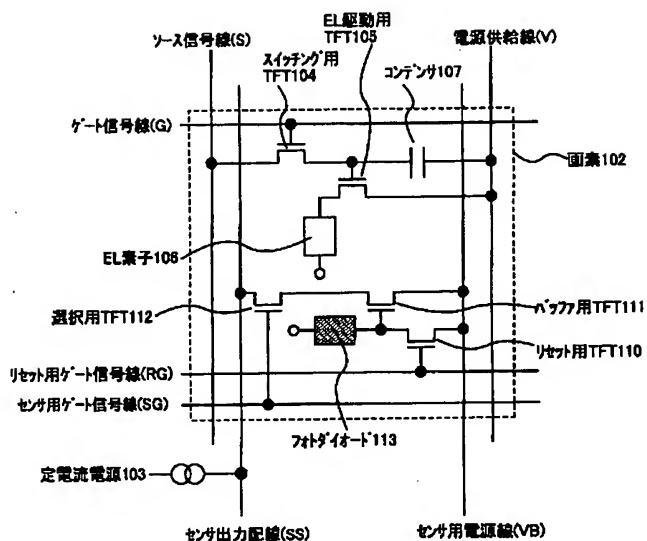 EL駆動用
TFT105
ソース信号線(S)
電源供給線(V)
スイッチング用
TFT104
コンデンサ107
ゲート信号線(G)
画素102
EL素子106
選択用TFT112
バッファ用TFT111
リセット用TFT110
リセット用ゲート信号線(RG)
センサ用ゲート信号線(SG)
フォトダイオード113
定電流電源103
センサ出力配線(SS)
センサ用電源線(VB)